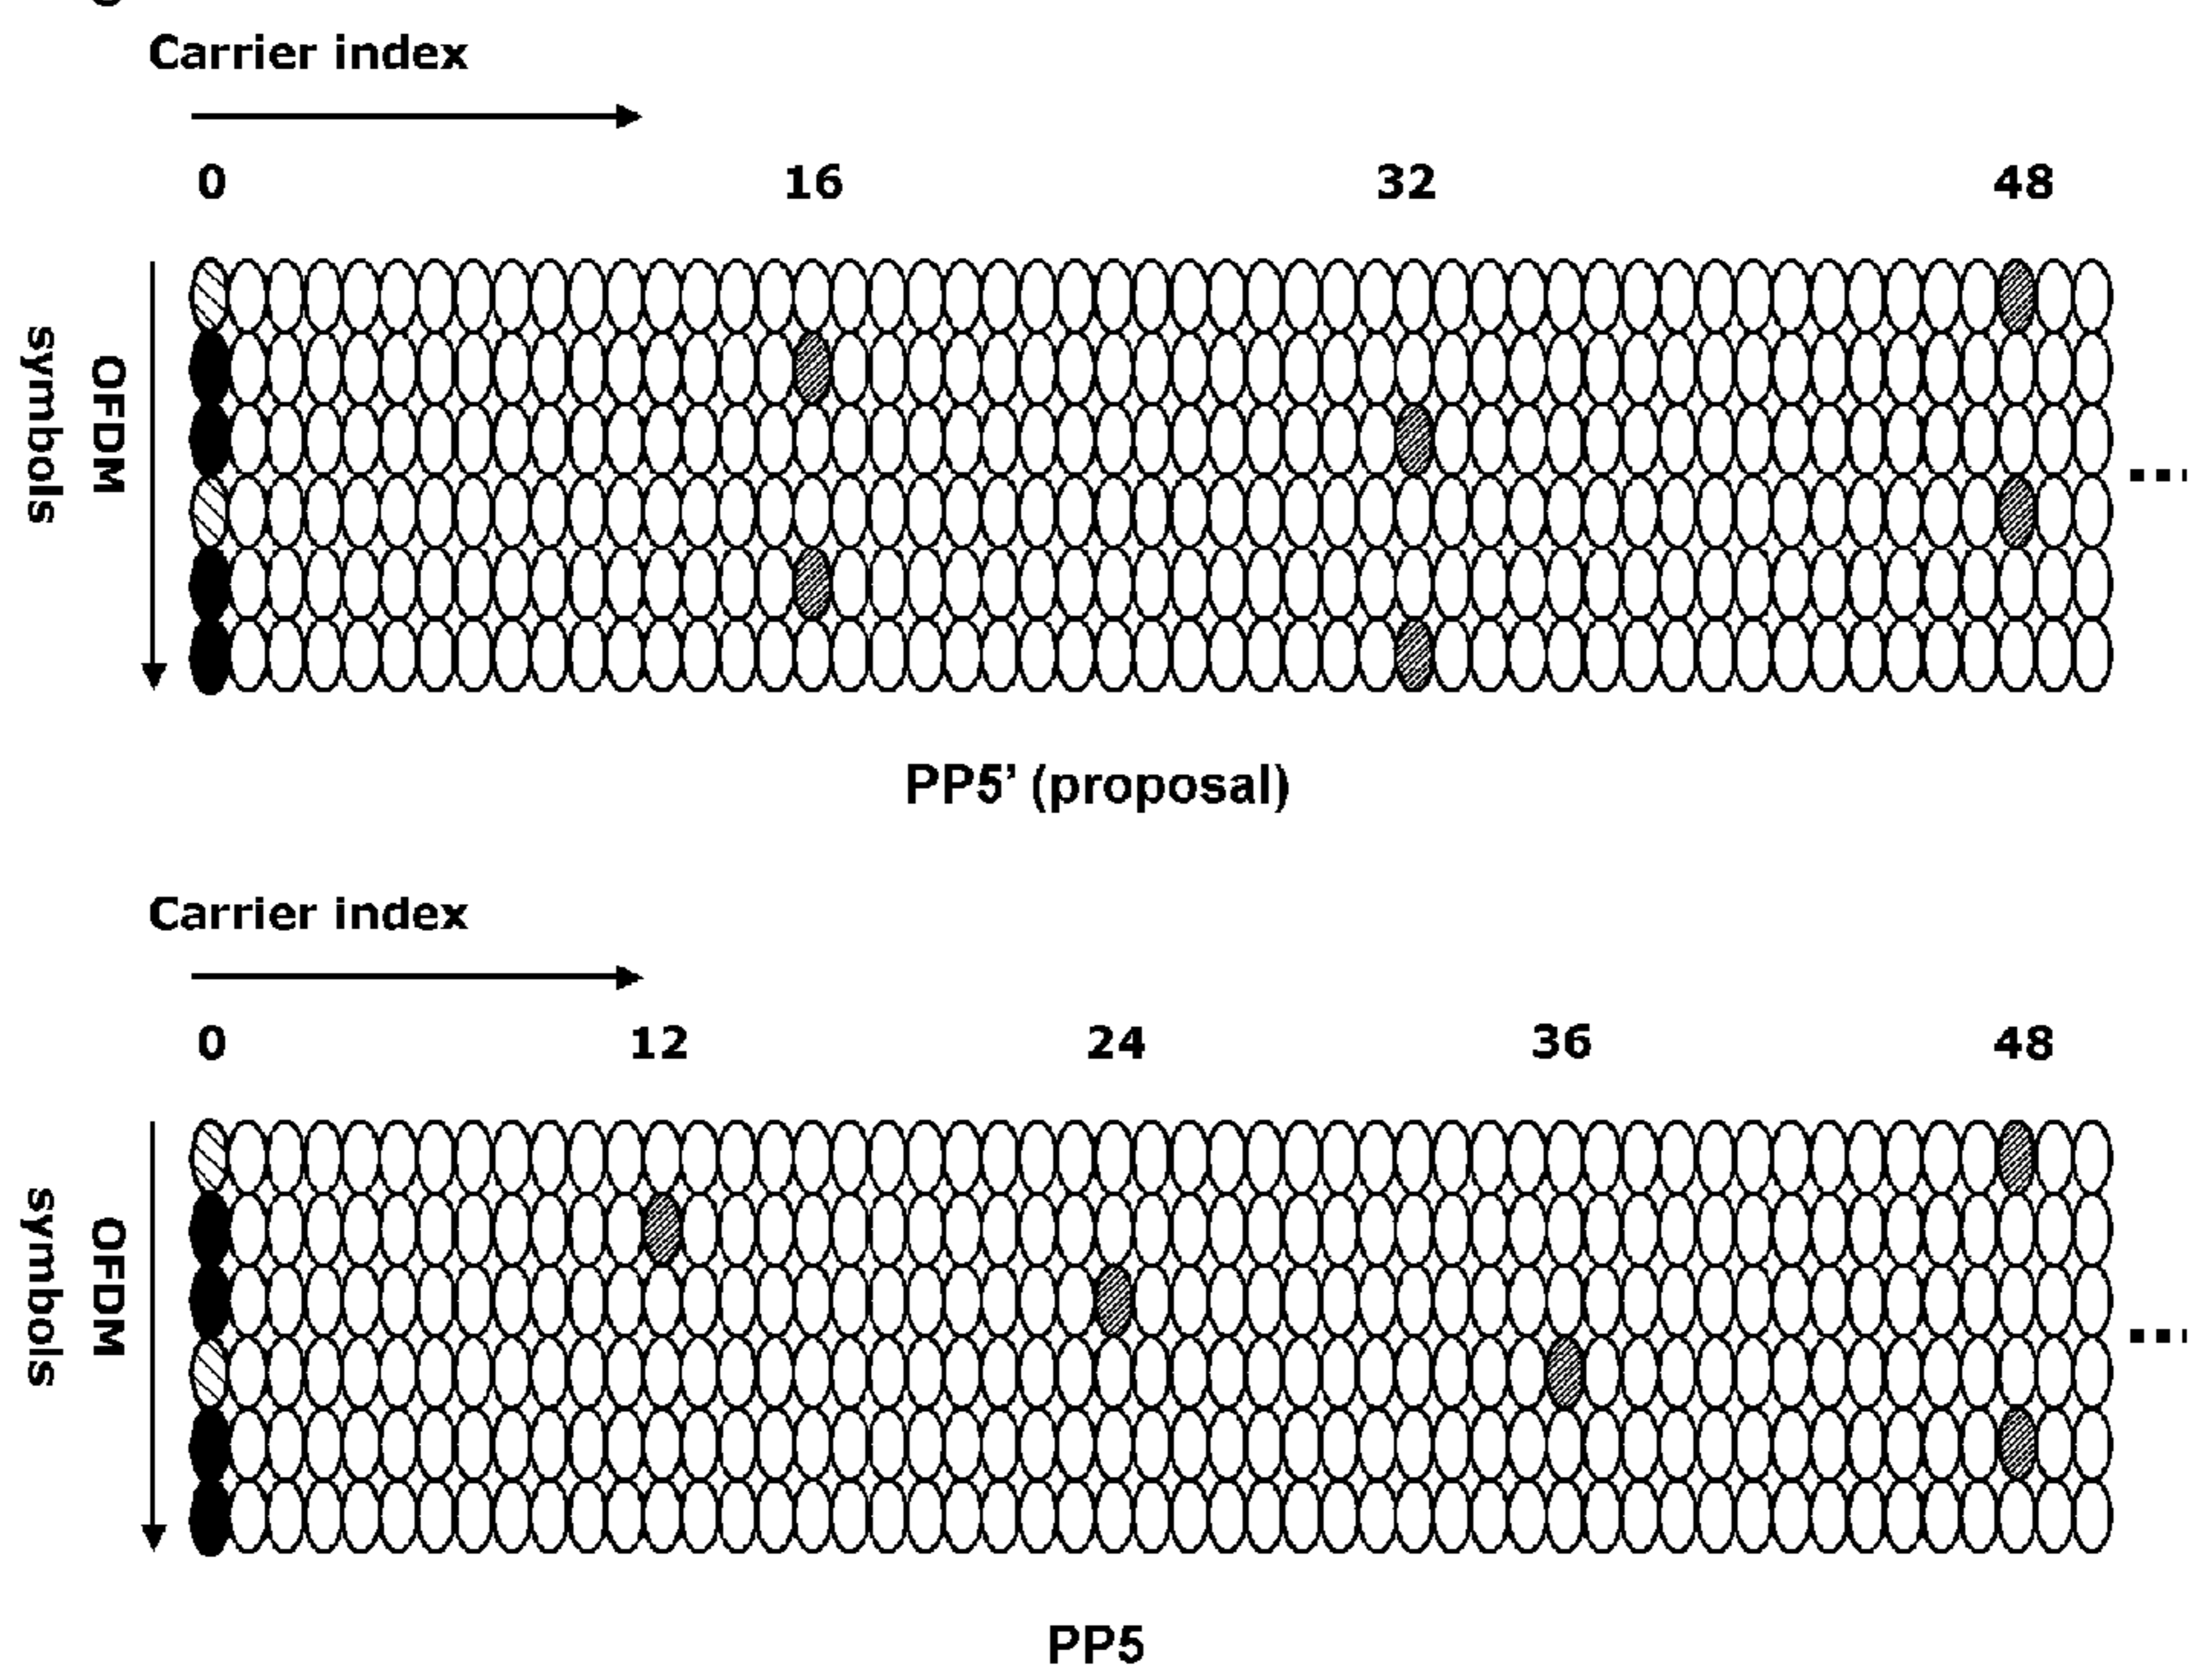 Carrier index
0 16 32 48
OFDM
symbols
...
PP5’ (proposal)
Carrier index
0 12 24 36 48
OFDM
symbols
...
PP5